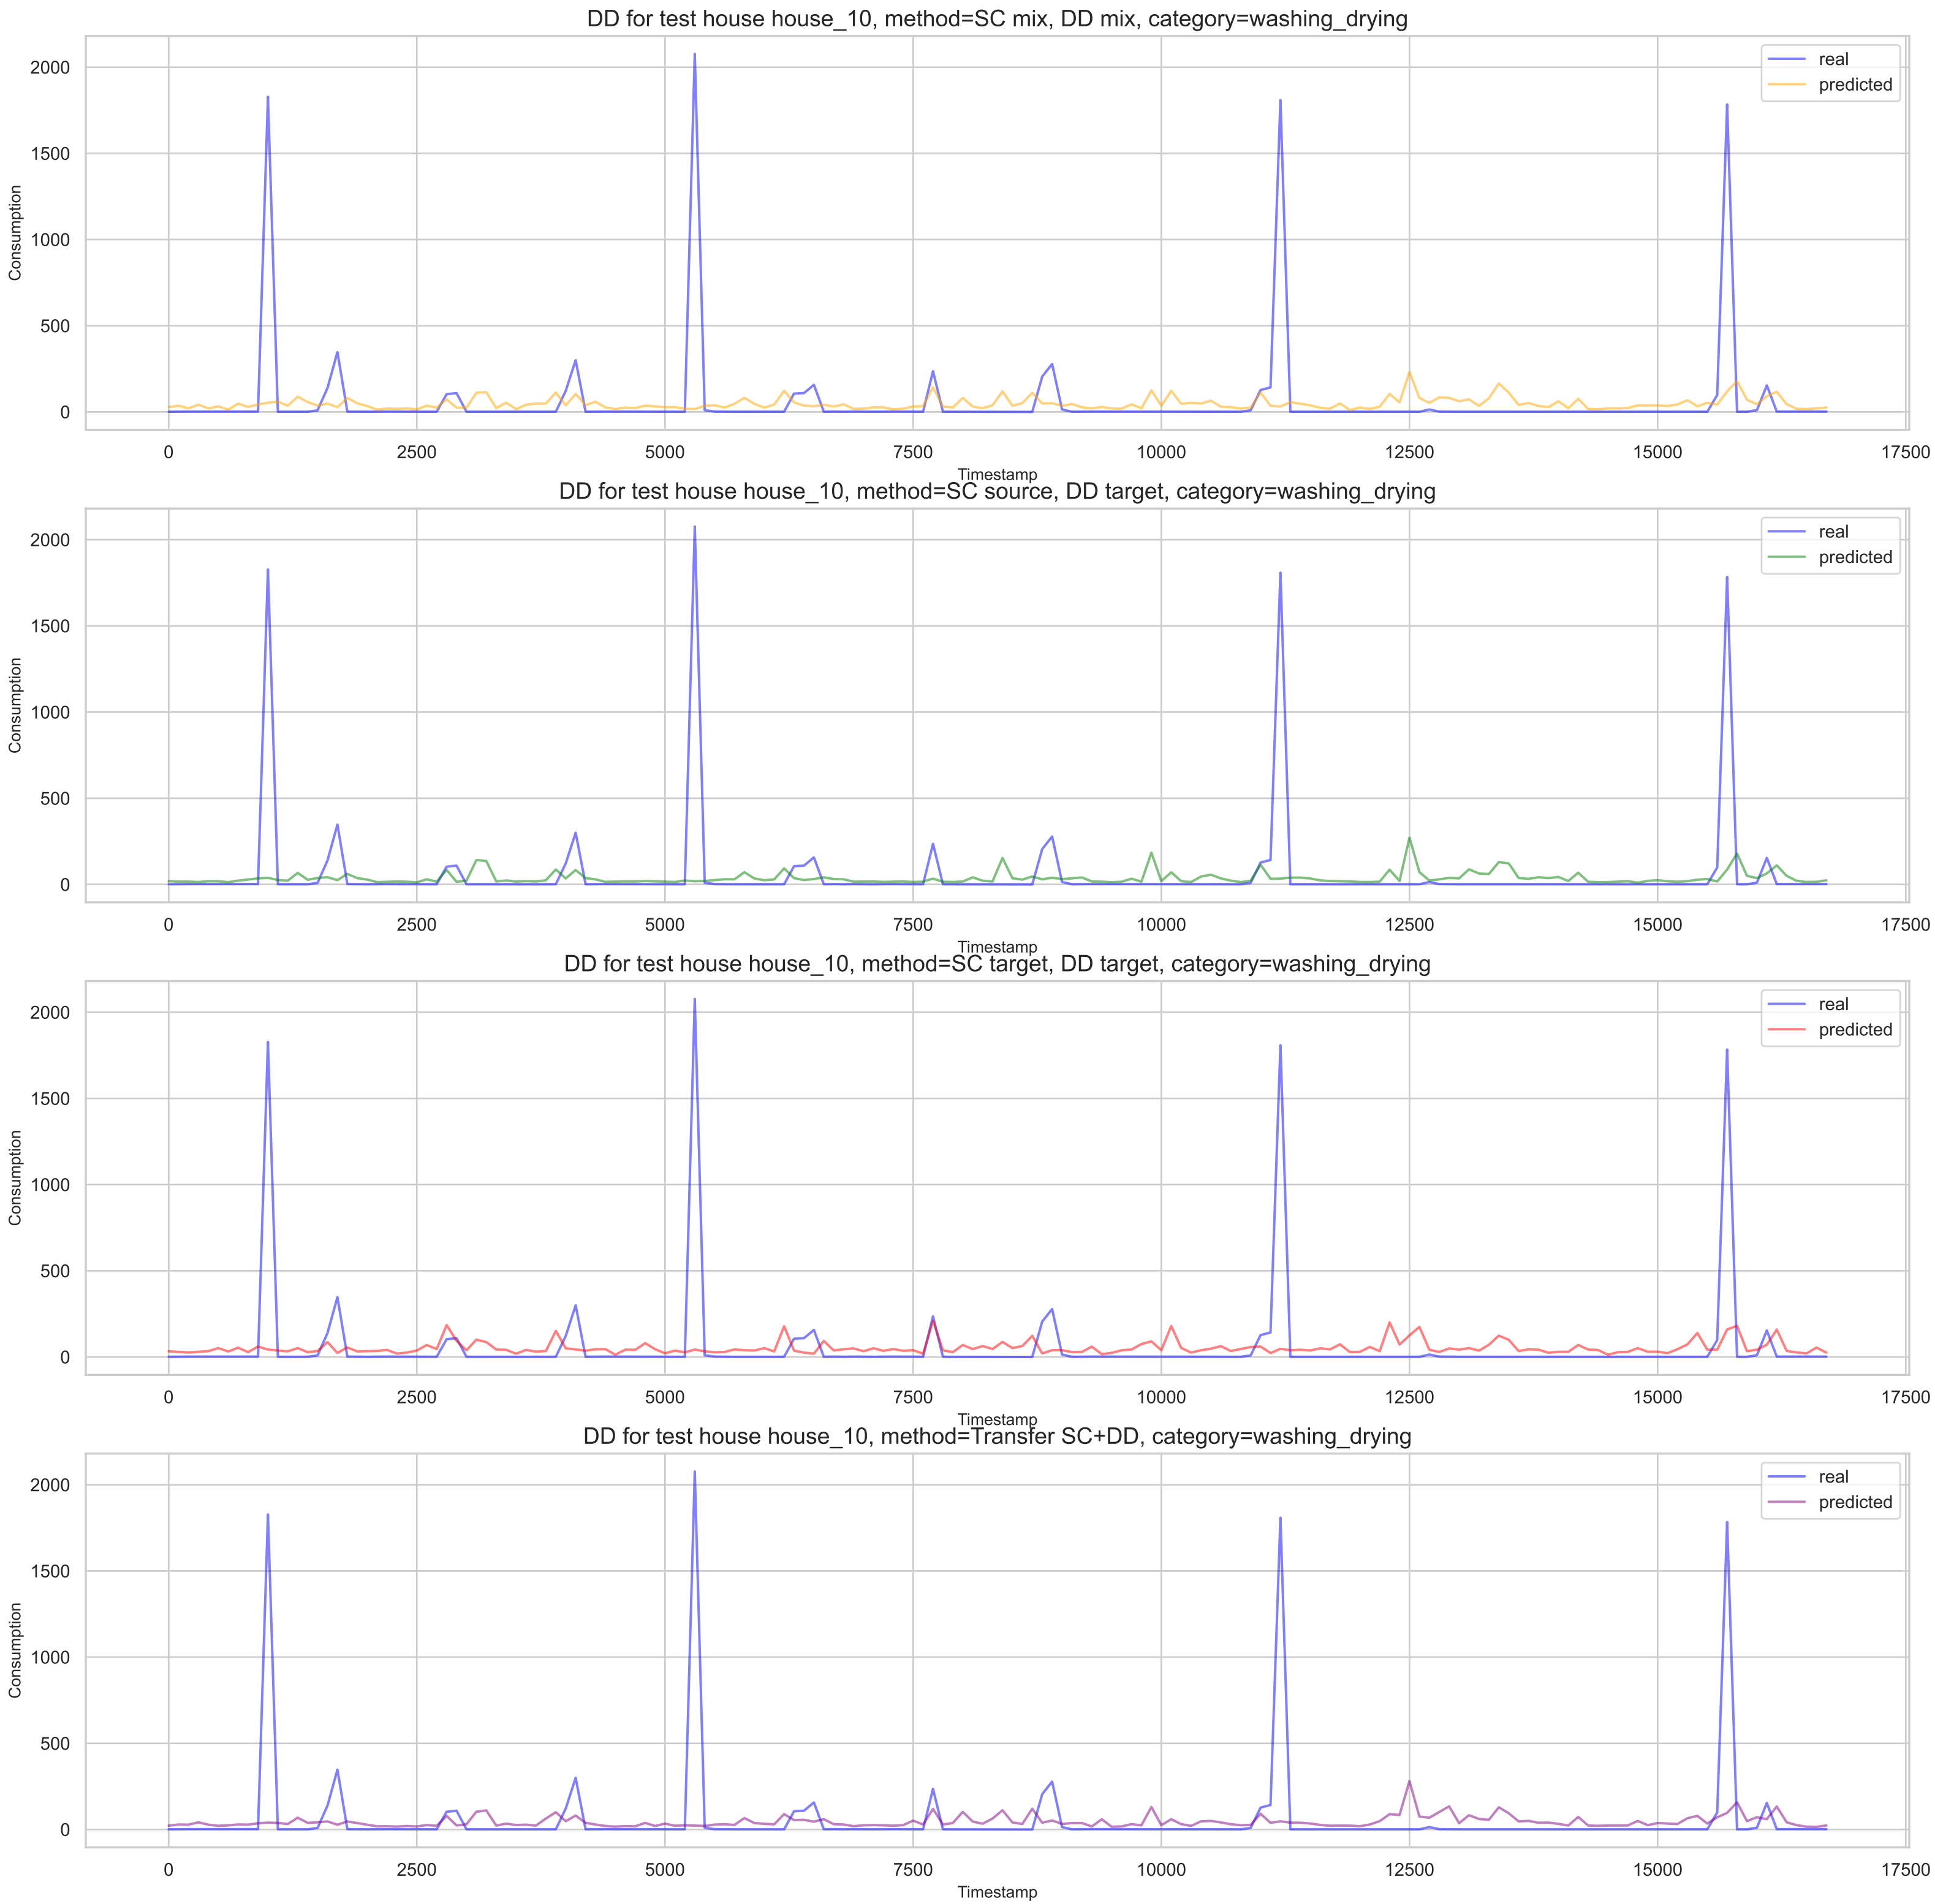 DD for test house house_10, method=SC mix, DD mix, category=washing_drying
real
predicted
2000
1500
1000
500
0
Consumption
0 2500 5000 7500 10000 12500 15000 17500
Timestamp
DD for test house house_10, method=SC source, DD target, category=washing_drying
real
predicted
2000
1500
1000
500
0
Consumption
0 2500 5000 7500 10000 12500 15000 17500
Timestamp
DD for test house house_10, method=SC target, DD target, category=washing_drying
real
predicted
2000
1500
1000
500
0
Consumption
0 2500 5000 7500 10000 12500 15000 17500
Timestamp
DD for test house house_10, method=Transfer SC+DD, category=washing_drying
real
predicted
2000
1500
1000
500
0
Consumption
0 2500 5000 7500 10000 12500 15000 17500
Timestamp